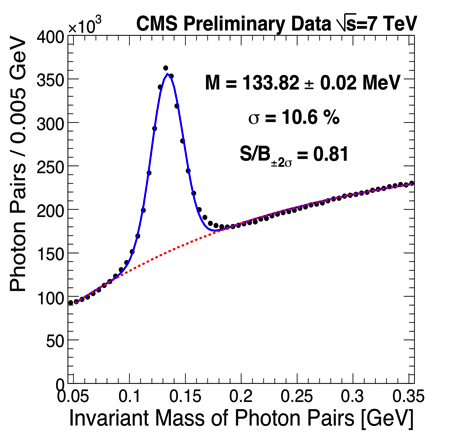 ×10³
CMS Preliminary Data √s=7 TeV
Photon Pairs / 0.005 GeV
400
350
300
250
200
150
100
50
0
M = 133.82 ± 0.02 MeV
σ = 10.6 %
S/B±2σ = 0.81
0.05 0.1 0.15 0.2 0.25 0.3 0.35
Invariant Mass of Photon Pairs [GeV]